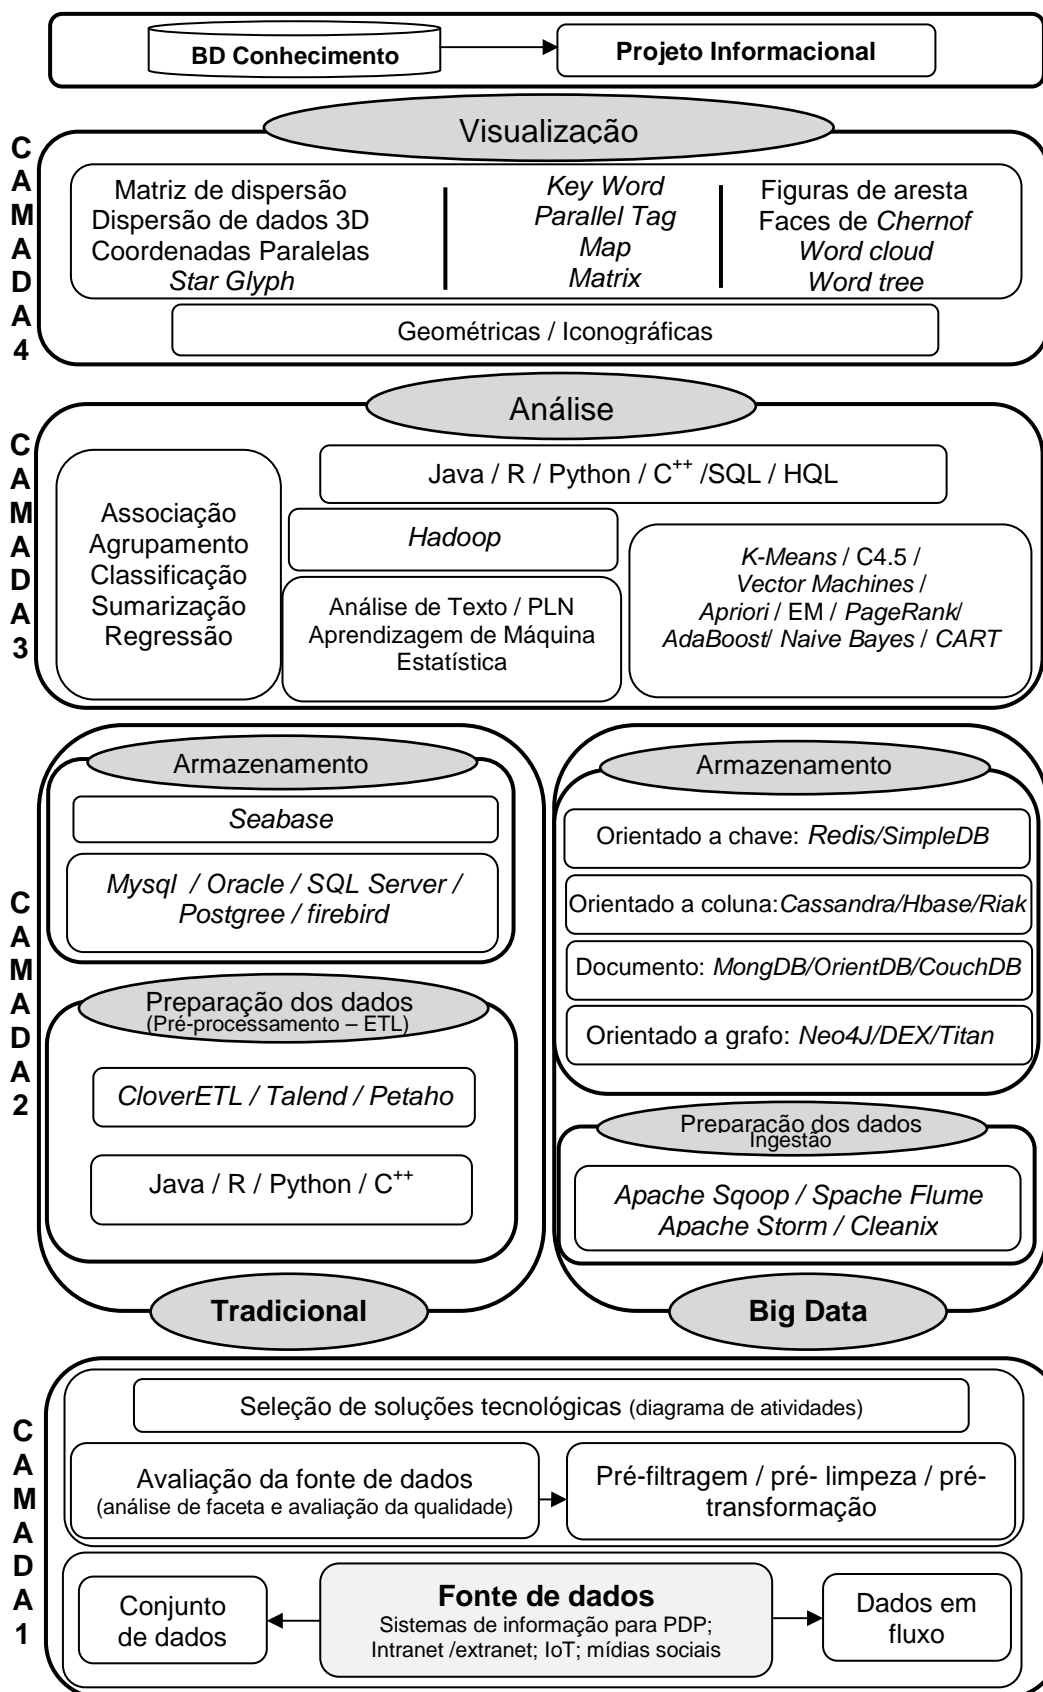 BD Conhecimento
Projeto Informacional
CAMADA4
Visualização
Matriz de dispersão
Dispersão de dados 3D
Coordenadas Paralelas
Star Glyph
Key Word
Parallel Tag
Map
Matrix
Figuras de aresta
Faces de Chernof
Word cloud
Word tree
Geométricas / Iconográficas
CAMADA3
Análise
Associação
Agrupamento
Classificação
Sumarização
Regressão
Java / R / Python / C++ /SQL / HQL
Hadoop
Análise de Texto / PLN
Aprendizagem de Máquina
Estatística
K-Means / C4.5 /
Vector Machines /
Apriori / EM / PageRank/
AdaBoost/ Naive Bayes / CART
CAMADA2
Armazenamento
Seabase
Mysql / Oracle / SQL Server /
Postgree / firebird
Preparação dos dados
(Pré-processamento – ETL)
CloverETL / Talend / Petaho
Java / R / Python / C++
Tradicional
Armazenamento
Orientado a chave: Redis/SimpleDB
Orientado a coluna:Cassandra/Hbase/Riak
Documento: MongDB/OrientDB/CouchDB
Orientado a grafo: Neo4J/DEX/Titan
Preparação dos dados
Ingestão
Apache Sqoop / Spache Flume
Apache Storm / Cleanix
Big Data
CAMADA1
Seleção de soluções tecnológicas (diagrama de atividades)
Avaliação da fonte de dados
(análise de faceta e avaliação da qualidade)
Pré-filtragem / pré- limpeza / pré-
transformação
Conjunto
de dados
Fonte de dados
Sistemas de informação para PDP;
Intranet /extranet; IoT; mídias sociais
Dados em
fluxo